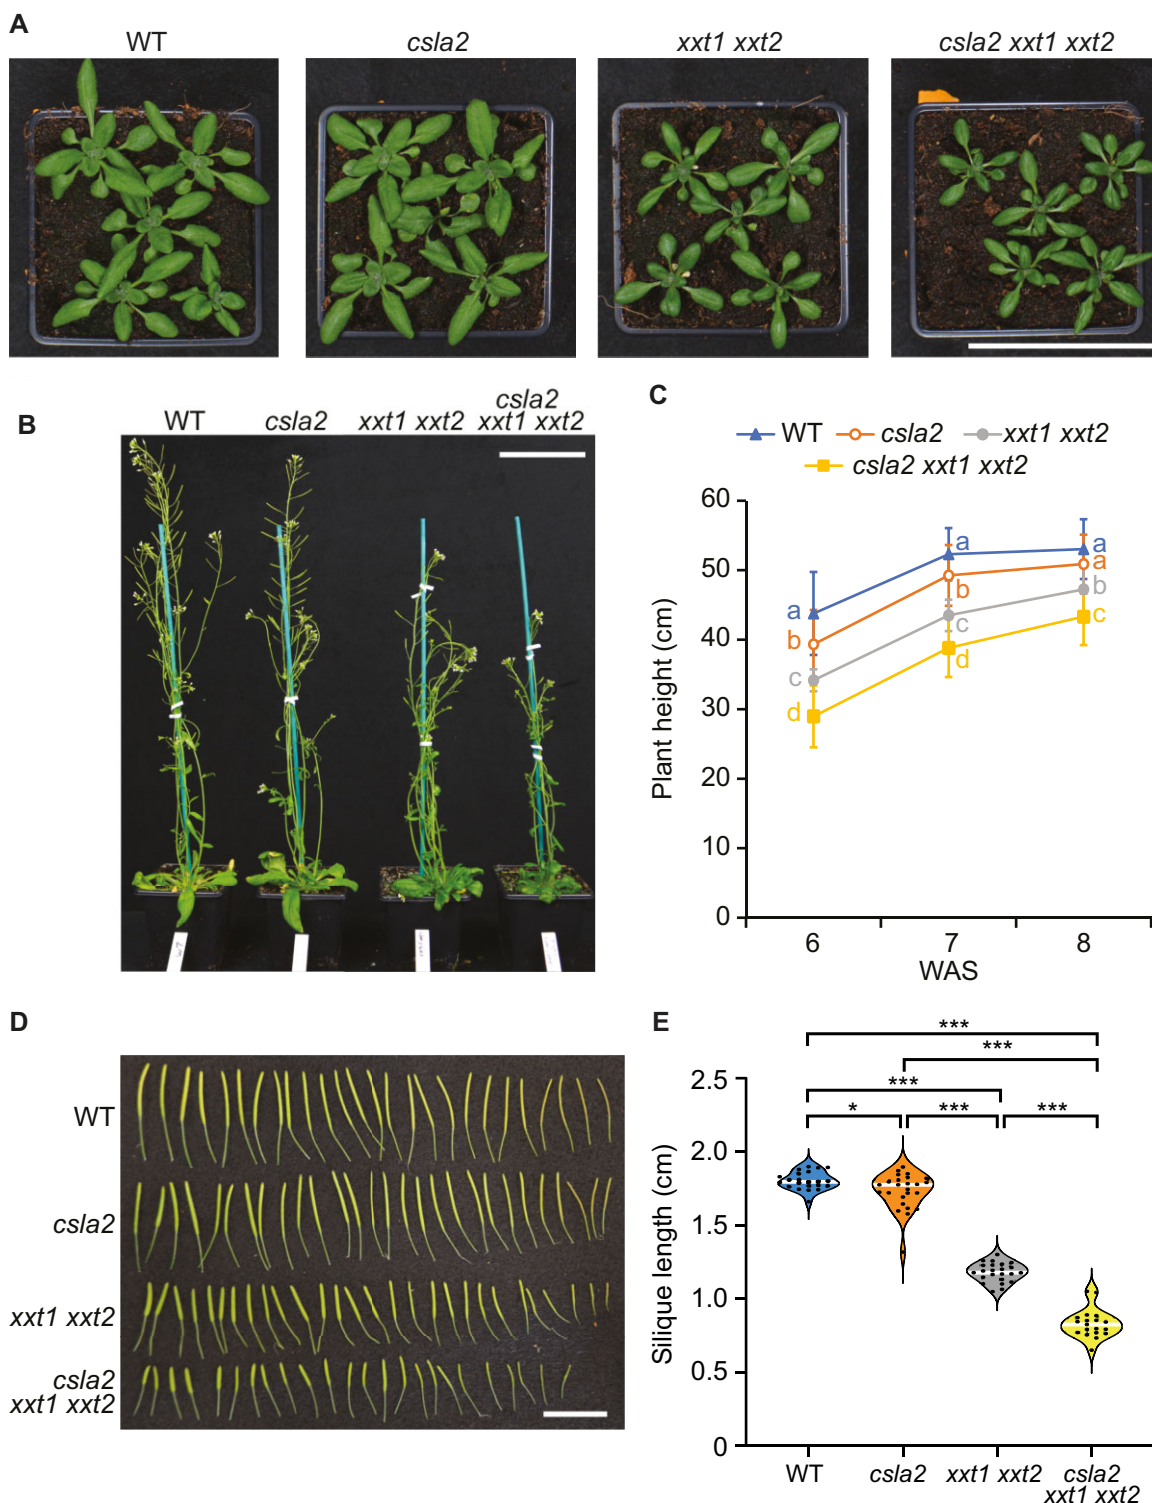 A
WT
csla2
xxt1 xxt2
csla2 xxt1 xxt2
B
WT
csla2
xxt1 xxt2
csla2
xxt1 xxt2
C
WT
csla2
xxt1 xxt2
csla2 xxt1 xxt2
60
50
40
30
20
10
0
Plant height (cm)
a
b
c
d
a
b
c
d
a
a
b
c
6
7
8
WAS
D
WT
csla2
xxt1 xxt2
csla2
xxt1 xxt2
E
***
***
***
*
***
***
2.5
2.0
1.5
1.0
0.5
0
Silique length (cm)
WT
csla2
xxt1 xxt2
csla2
xxt1 xxt2